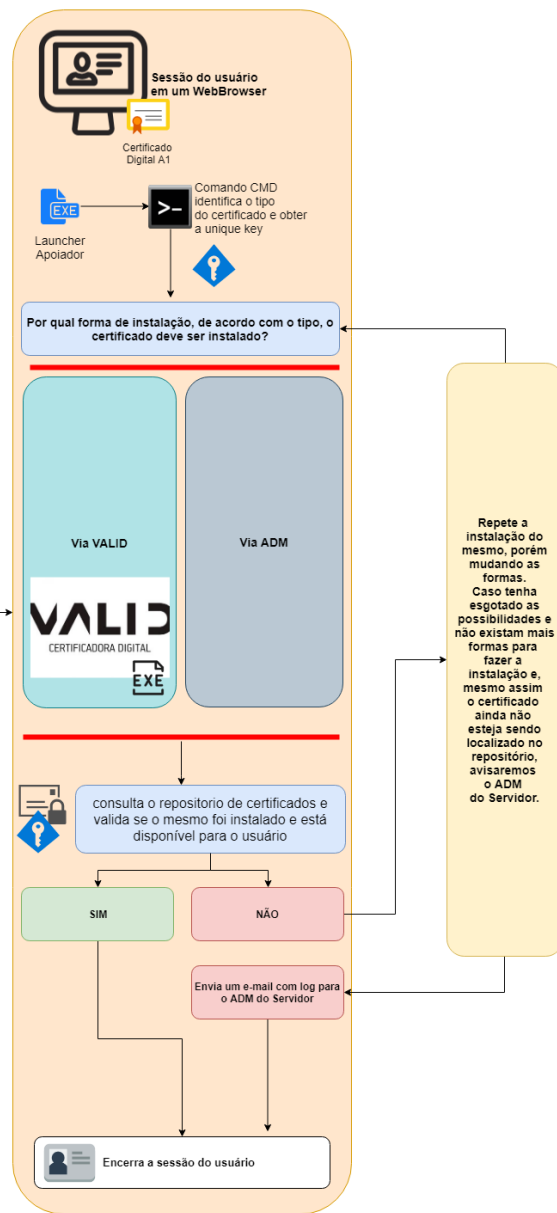 Sessão do usuário
em um WebBrowser
Certificado
Digital A1
Comando CMD
identifica o tipo
do certificado e obter
a unique key
EXE
>-
Launcher
Apoiador
Por qual forma de instalação, de acordo com o tipo, o
certificado deve ser instalado?
Via VALID
Via ADM
VALID
CERTIFICADORA DIGITAL
EXE
Repete a
instalação do
mesmo, porém
mudando as
formas.
Caso tenha
esgotado as
possibilidades e
não existam mais
formas para
fazer a
instalação e,
mesmo assim
o certificado
ainda não
esteja sendo
localizado no
repositório,
avisaremos
o ADM
do Servidor.
consulta o repositorio de certificados e
valida se o mesmo foi instalado e está
disponível para o usuário
SIM
NÃO
Envia um e-mail com log para
o ADM do Servidor
Encerra a sessão do usuário